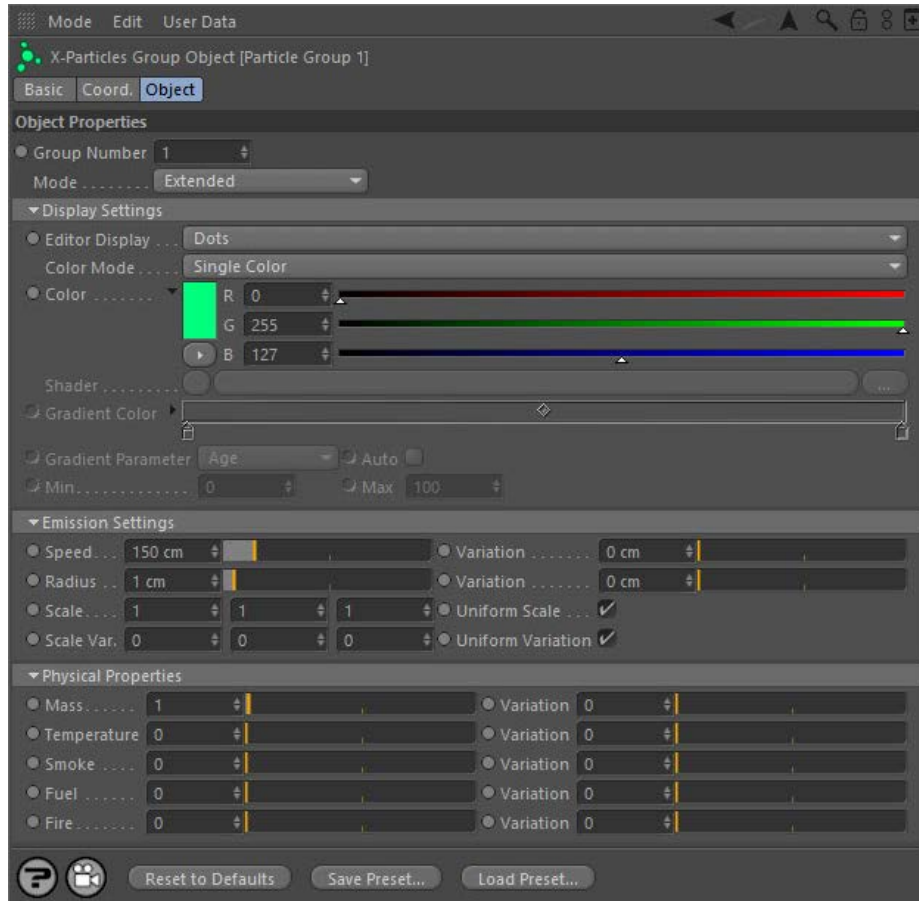 Mode Edit User Data
X-Particles Group Object [Particle Group 1]
Basic Coord. Object
Object Properties
Group Number 1
Mode ........ Extended
Display Settings
Editor Display ... Dots
Color Mode ..... Single Color
Color ....... R 0
G 255
B 127
Shader ......... ...
Gradient Color
Gradient Parameter Age Auto
Min ............. 0 Max 100
Emission Settings
Speed ... 150 cm Variation ....... 0 cm
Radius .. 1 cm Variation ....... 0 cm
Scale .... 1 1 1 Uniform Scale ...
Scale Var. 0 0 0 Uniform Variation
Physical Properties
Mass ...... 1 Variation 0
Temperature 0 Variation 0
Smoke .... 0 Variation 0
Fuel ...... 0 Variation 0
Fire ....... 0 Variation 0
Reset to Defaults Save Preset... Load Preset...